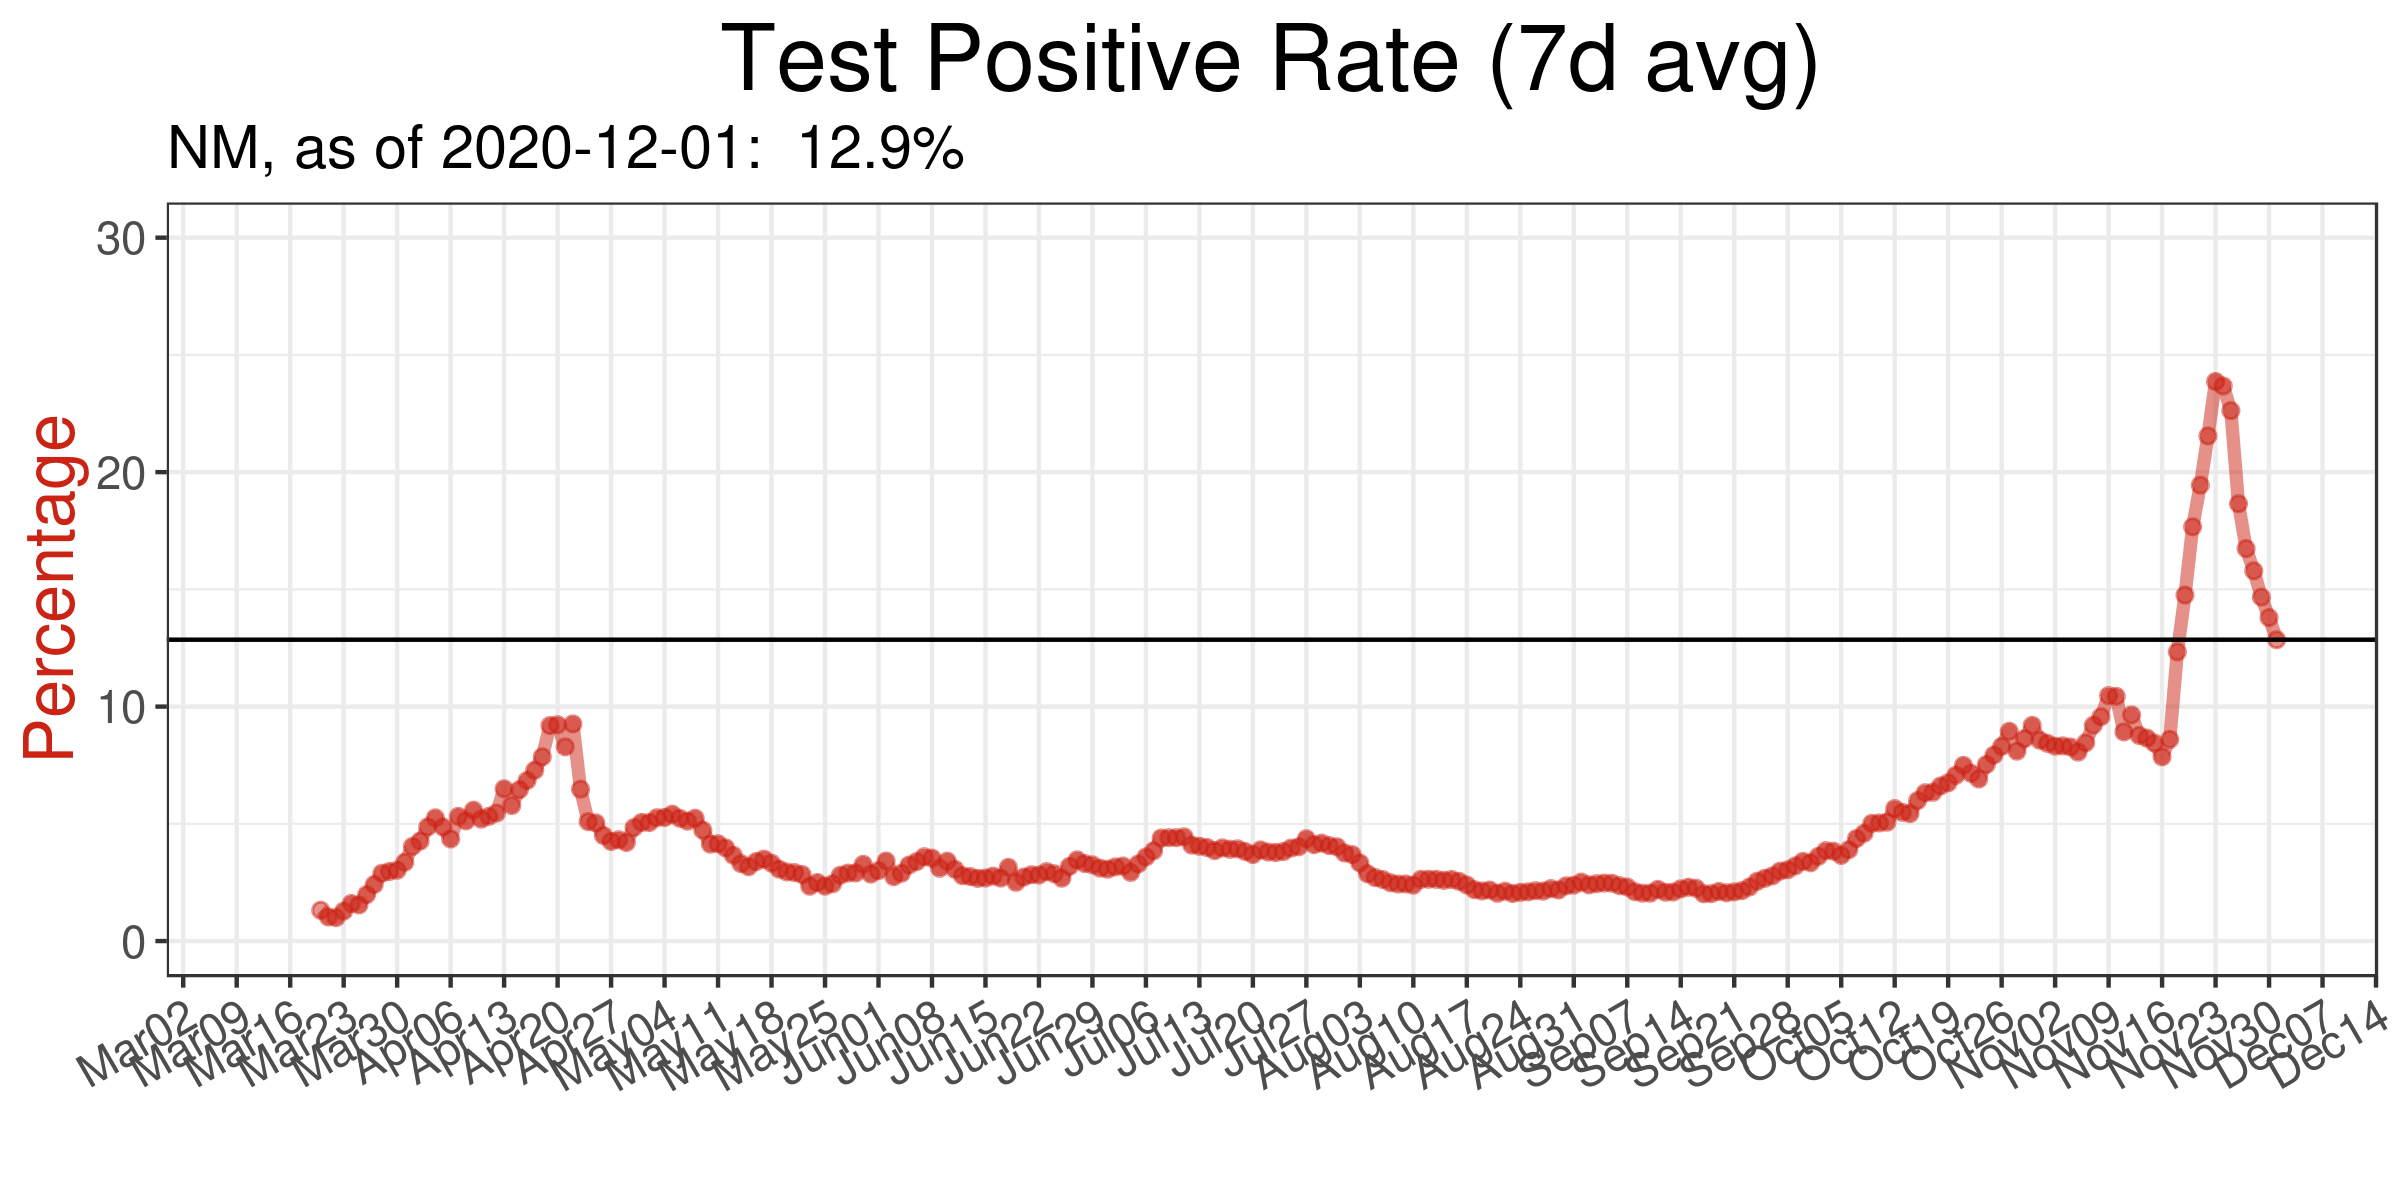 Test Positive Rate (7d avg)
NM, as of 2020-12-01:  12.9%
Percentage
30
20
10
0
Mar02
Mar09
Mar16
Mar23
Mar30
Apr06
Apr13
Apr20
Apr27
May04
May11
May18
May25
Jun01
Jun08
Jun15
Jun22
Jun29
Jul06
Jul13
Jul20
Jul27
Aug03
Aug10
Aug17
Aug24
Aug31
Sep07
Sep14
Sep21
Sep28
Oct05
Oct12
Oct19
Oct26
Nov02
Nov09
Nov16
Nov23
Nov30
Dec07
Dec14